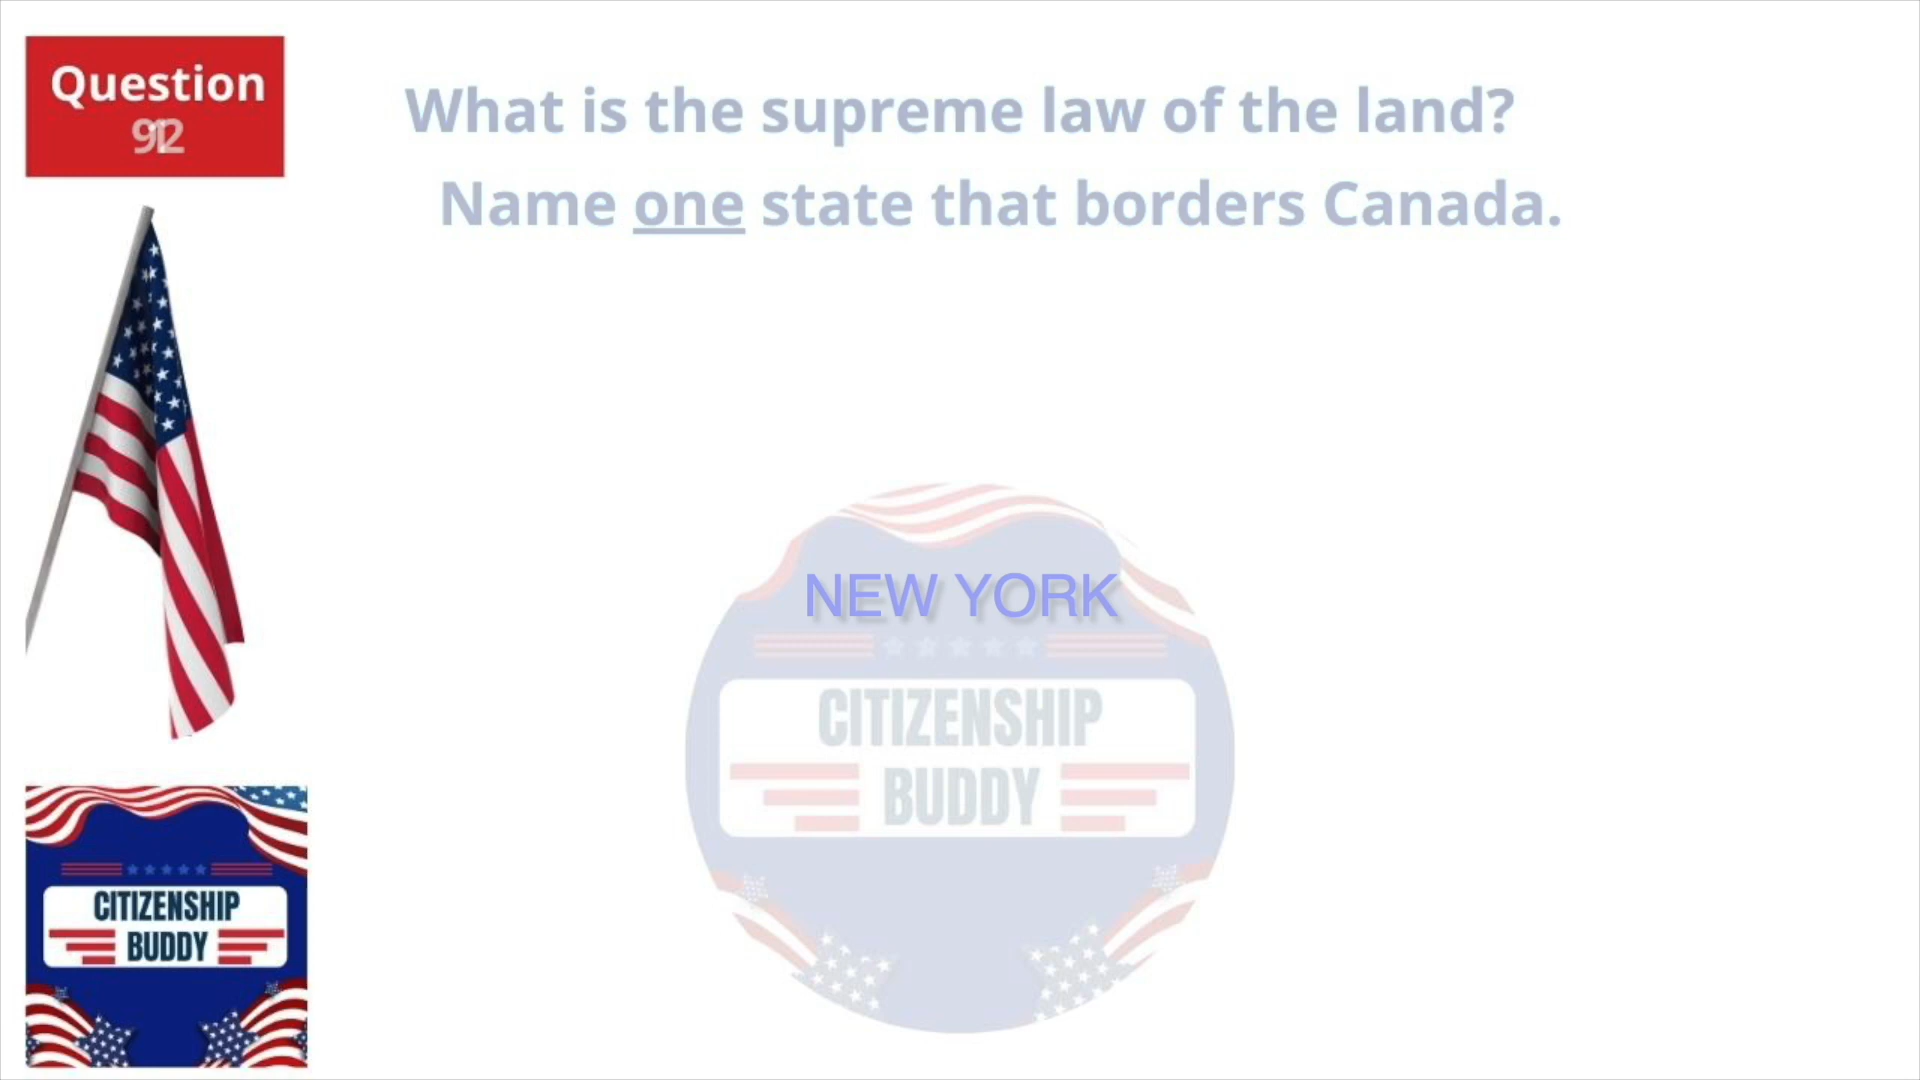 Question
What is the supreme law of the land?
Name one state that borders Canada.
NEW YORK
CITIZENSHIP
BUDDY
CITIZENSHIP
BUDDY